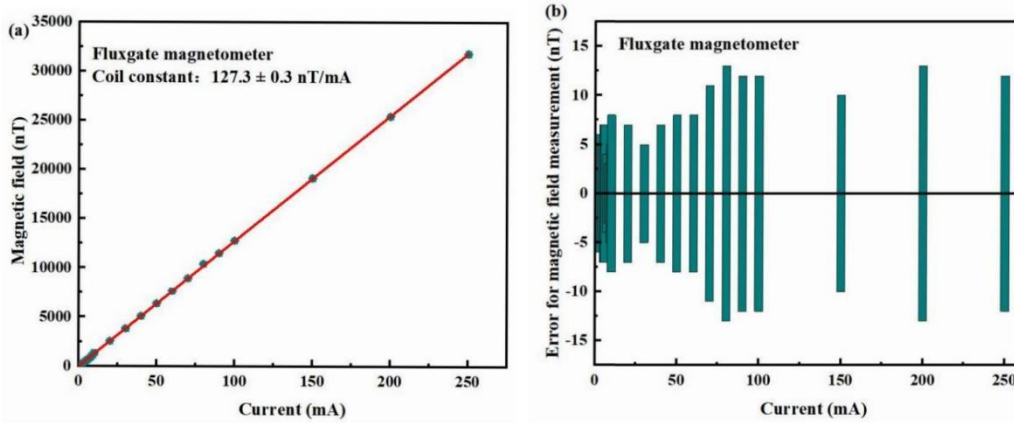 (a)
Fluxgate magnetometer
Coil constant: 127.3 ± 0.3 nT/mA
Magnetic field (nT)
35000
30000
25000
20000
15000
10000
5000
0
0 50 100 150 200 250
Current (mA)
(b)
Fluxgate magnetometer
Error for magnetic field measurement (nT)
15
10
5
0
-5
-10
-15
0 50 100 150 200 250
Current (mA)